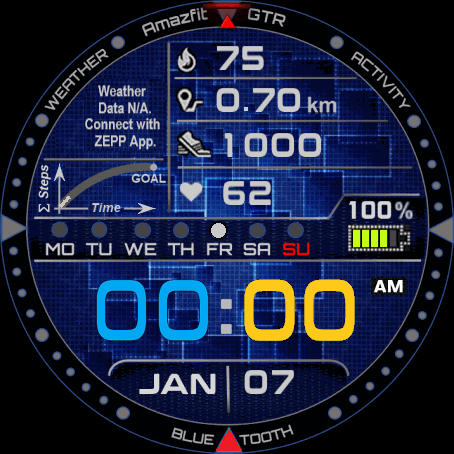 Amazfit GTR
WEATHER
ACTIVITY
75
Weather
Data N/A.
Connect with
ZEPP App.
0.70 km
1000
Σ Steps
GOAL
Time
62
100%
MO TU WE TH FR SA SU
00:00
AM
JAN 07
BLUE TOOTH